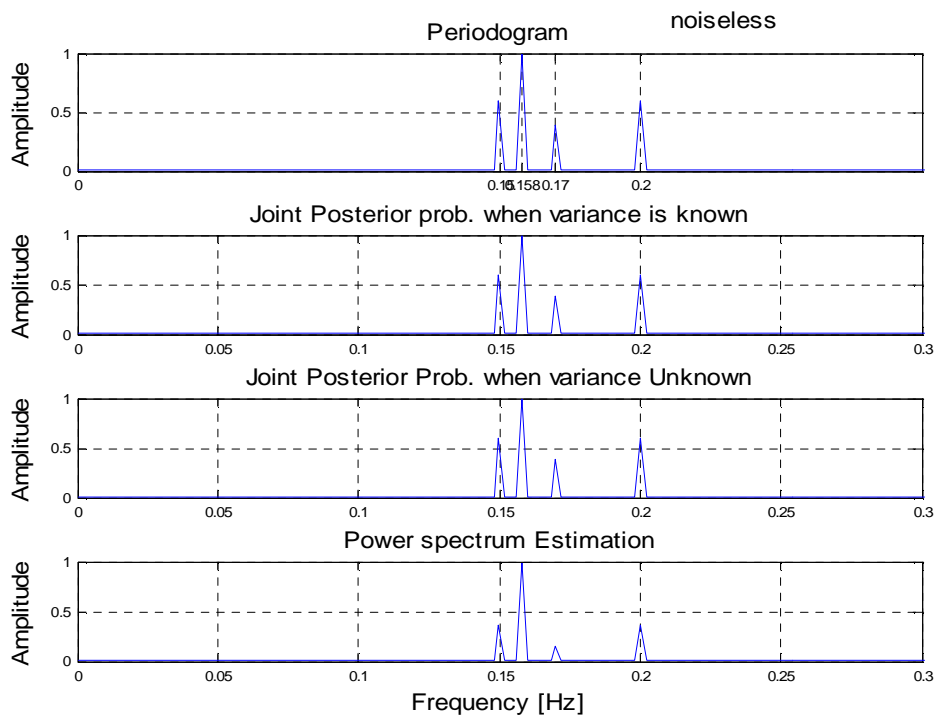 noiseless
Periodogram
Amplitude
1
0.5
0
0 0.15 0.158 0.17 0.2 0.3
Joint Posterior prob. when variance is known
Amplitude
1
0.5
0
0 0.05 0.1 0.15 0.2 0.25 0.3
Joint Posterior Prob. when variance Unknown
Amplitude
1
0.5
0
0 0.05 0.1 0.15 0.2 0.25 0.3
Power spectrum Estimation
Amplitude
1
0.5
0
0 0.05 0.1 0.15 0.2 0.25 0.3
Frequency [Hz]